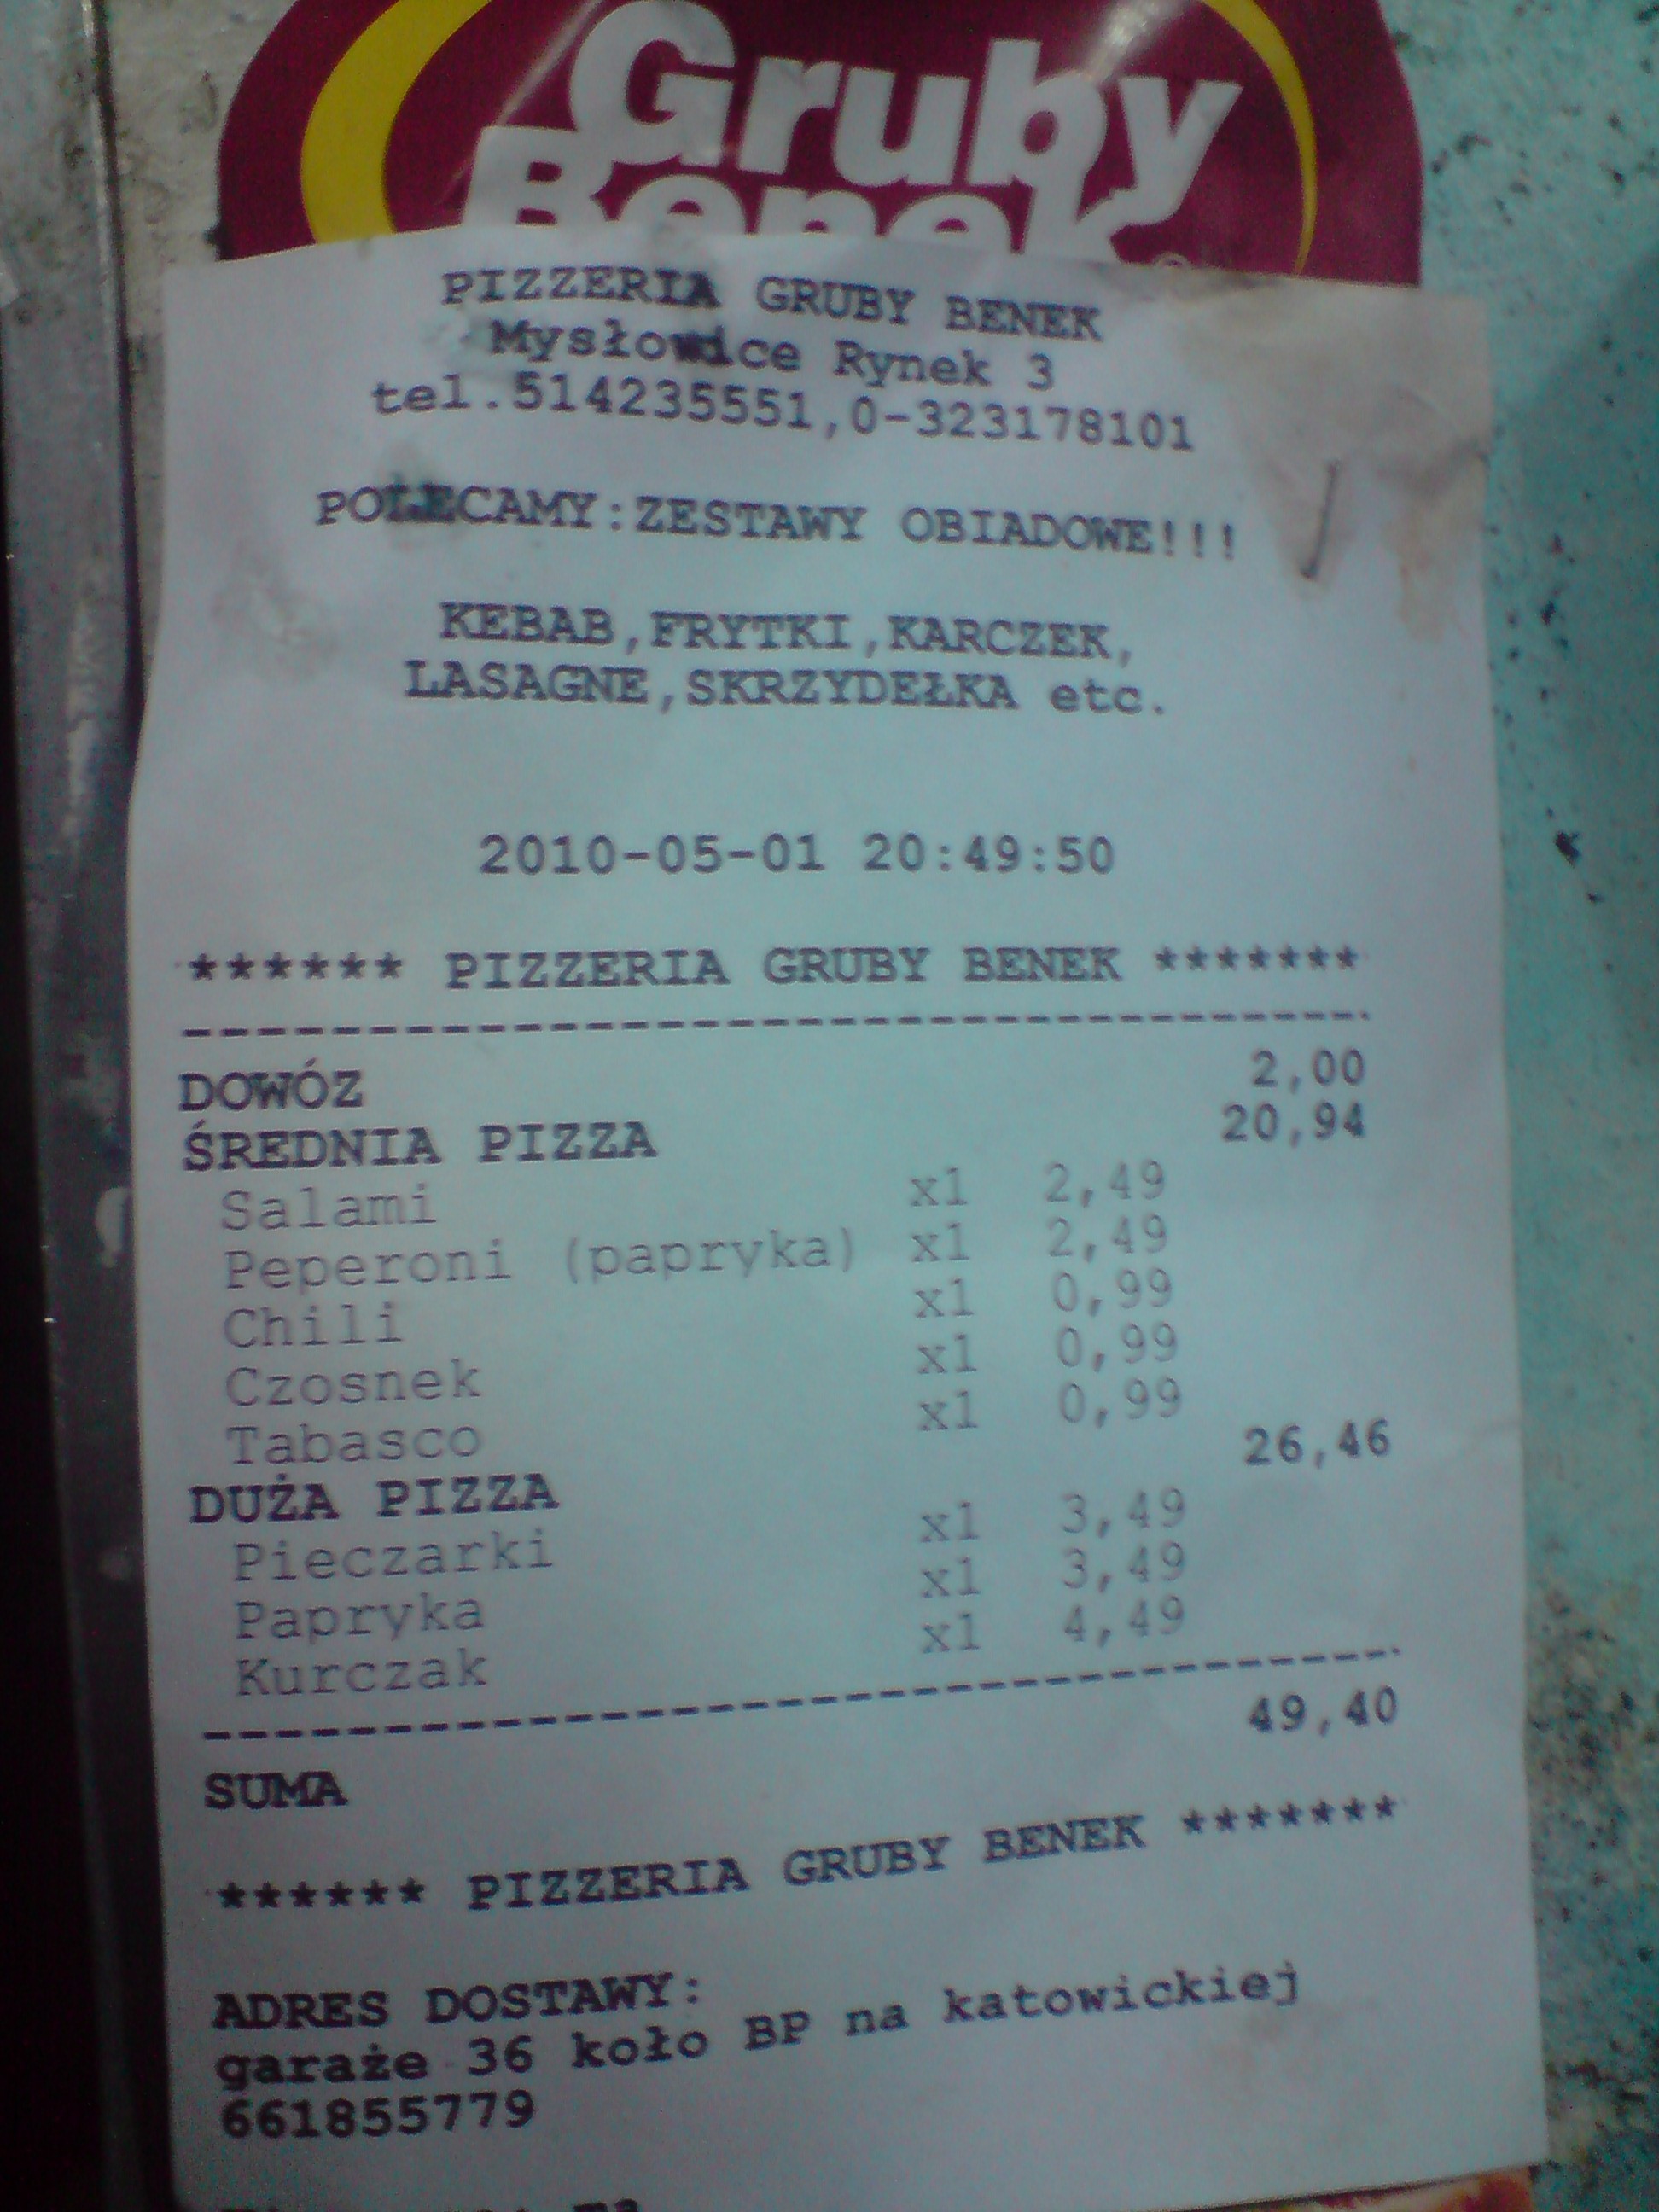 Gruby
Benek
PIZZERIA GRUBY BENEK
Mysłowice Rynek 3
tel.514235551,0-323178101
POLECAMY:ZESTAWY OBIADOWE!!!
KEBAB,FRYTKI,KARCZEK,
LASAGNE,SKRZYDEŁKA etc.
2010-05-01 20:49:50
****** PIZZERIA GRUBY BENEK *******
DOWÓZ 2,00
ŚREDNIA PIZZA 20,94
Salami x1 2,49
Peperoni (papryka) x1 2,49
Chili x1 0,99
Czosnek x1 0,99
Tabasco x1 0,99
DUŻA PIZZA 26,46
Pieczarki x1 3,49
Papryka x1 3,49
Kurczak x1 4,49
SUMA 49,40
****** PIZZERIA GRUBY BENEK *******
ADRES DOSTAWY:
garaże 36 koło BP na katowickiej
661855779